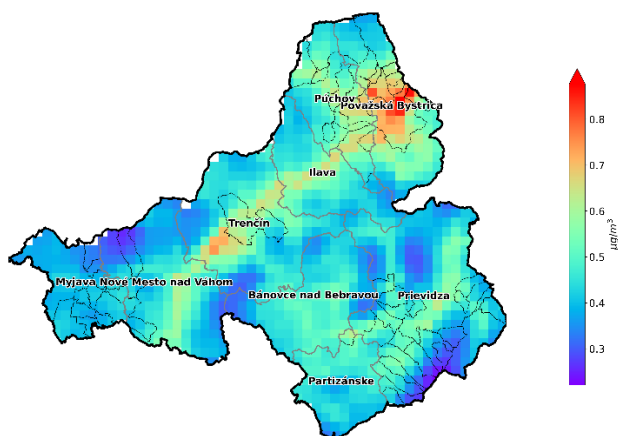 Púchov
Považská Bystrica
Ilava
Trenčín
Myjava Nové Mesto nad Váhom
Bánovce nad Bebravou
Prievidza
Partizánske
0.8
0.7
0.6
0.5
0.4
0.3
µg/m³